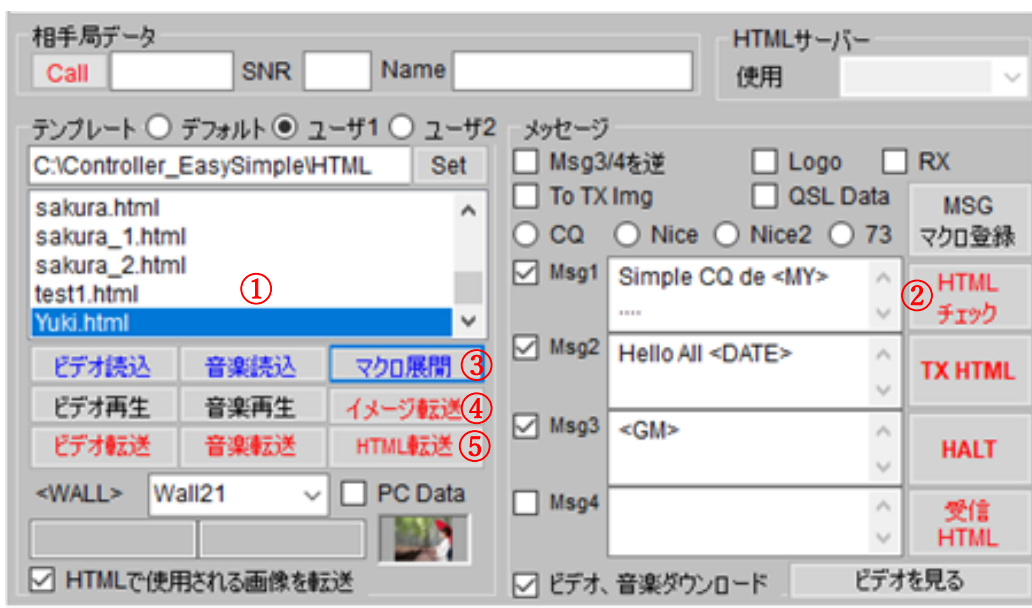 相手局データ
Call SNR Name
HTMLサーバー
使用
テンプレート デフォルト ユーザ1 ユーザ2
C:\Controller_EasySimple\HTML Set
sakura.html
sakura_1.html
sakura_2.html
test1.html
Yuki.html
①
ビデオ読込 音楽読込 マクロ展開 ③
ビデオ再生 音楽再生 イメージ転送 ④
ビデオ転送 音楽転送 HTML転送 ⑤
<WALL> Wall21 PC Data
HTMLで使用される画像を転送
メッセージ
Msg3/4を逆 Logo RX
To TX Img QSL Data
MSG
マクロ登録
CQ Nice Nice2 73
Msg1 Simple CQ de <MY>
....
② HTML
チェック
Msg2 Hello All <DATE>
TX HTML
Msg3 <GM>
HALT
Msg4
受信
HTML
ビデオ、音楽ダウンロード ビデオを見る